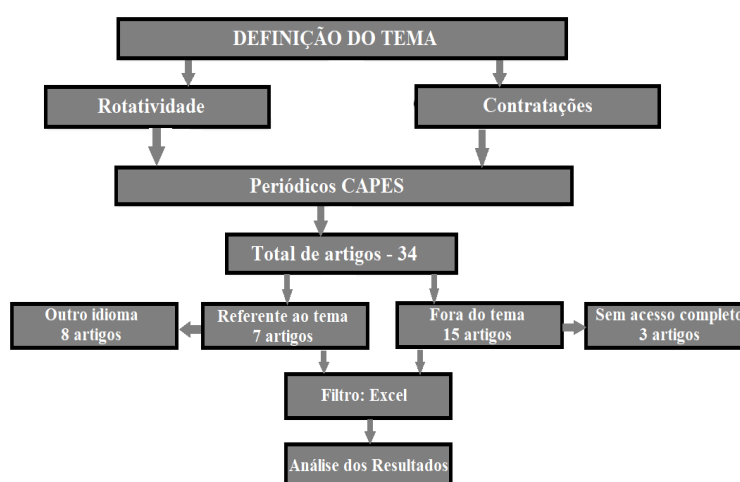 DEFINIÇÃO DO TEMA
Rotatividade
Contratações
Periódicos CAPES
Total de artigos - 34
Outro idioma
8 artigos
Referente ao tema
7 artigos
Fora do tema
15 artigos
Sem acesso completo
3 artigos
Filtro: Excel
Análise dos Resultados